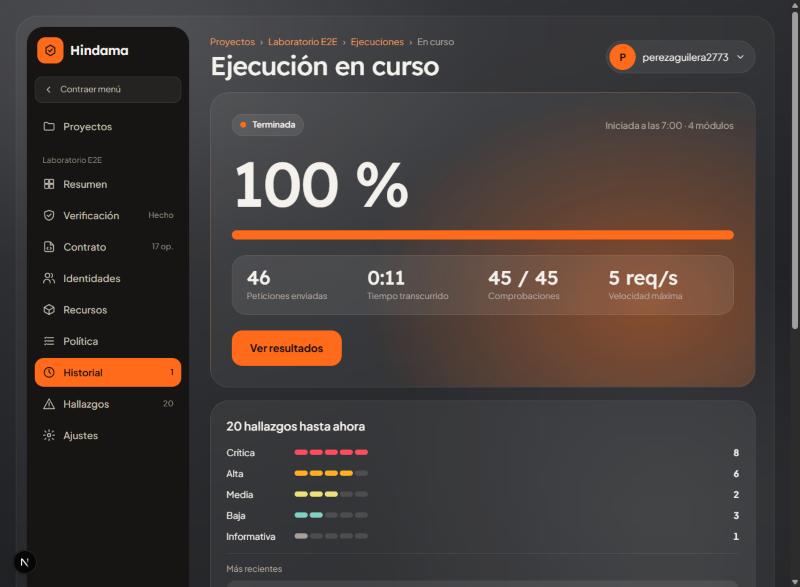 Hindama
Contraer menú
Proyectos
Laboratorio E2E
Resumen
Verificación Hecho
Contrato 17 op.
Identidades
Recursos
Política
Historial 1
Hallazgos 20
Ajustes
N
Proyectos › Laboratorio E2E › Ejecuciones › En curso
Ejecución en curso
P perezaguilera2773
Terminada
Iniciada a las 7:00 · 4 módulos
100 %
46 0:11 45 / 45 5 req/s
Peticiones enviadas Tiempo transcurrido Comprobaciones Velocidad máxima
Ver resultados
20 hallazgos hasta ahora
Crítica 8
Alta 6
Media 2
Baja 3
Informativa 1
Más recientes